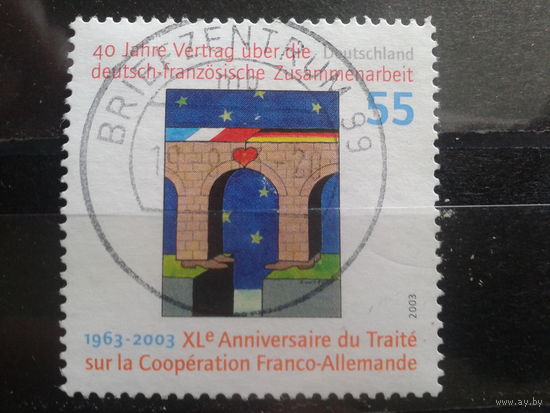 40 Jahre Vertrag über die Deutschland
deutsch-französische Zusammenarbeit
55
BRIEFZENTRUM 99
2003
1963-2003 XLe Anniversaire du Traité
sur la Coopération Franco-Allemande
www.ay.by